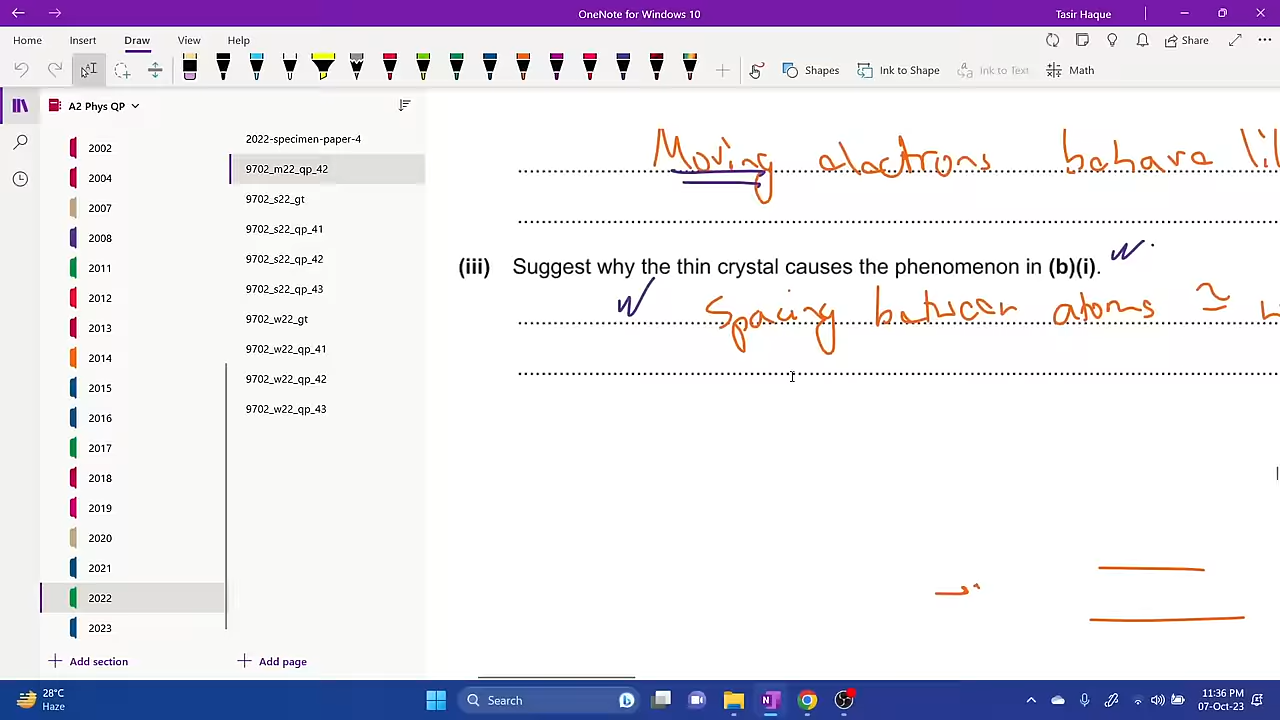 OneNote for Windows 10
Tasir Haque
Home Insert Draw View Help
Share
Shapes
Ink to Shape
Ink to Text
Math
A2 Phys QP
2002
2004
2007
2008
2011
2012
2013
2014
2015
2016
2017
2018
2019
2020
2021
2022
2023
Add section
2022-specimen-paper-4
9702_m22_qp_42
9702_s22_gt
9702_s22_qp_41
9702_s22_qp_42
9702_s22_qp_43
9702_w22_gt
9702_w22_qp_41
9702_w22_qp_42
9702_w22_qp_43
Add page
Moving electrons behave
(iii) Suggest why the thin crystal causes the phenomenon in (b)(i).
Spacing between atoms ≅
28°C
Haze
Search
11:36 PM
07-Oct-23